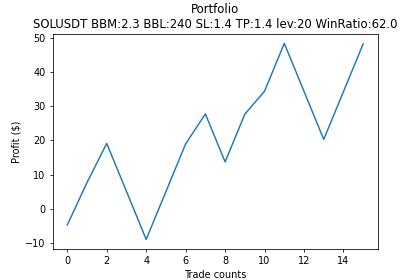 Portfolio
SOLUSDT BBM:2.3 BBL:240 SL:1.4 TP:1.4 lev:20 WinRatio:62.0
50
40
30
20
10
0
−10
Profit ($)
0 2 4 6 8 10 12 14
Trade counts